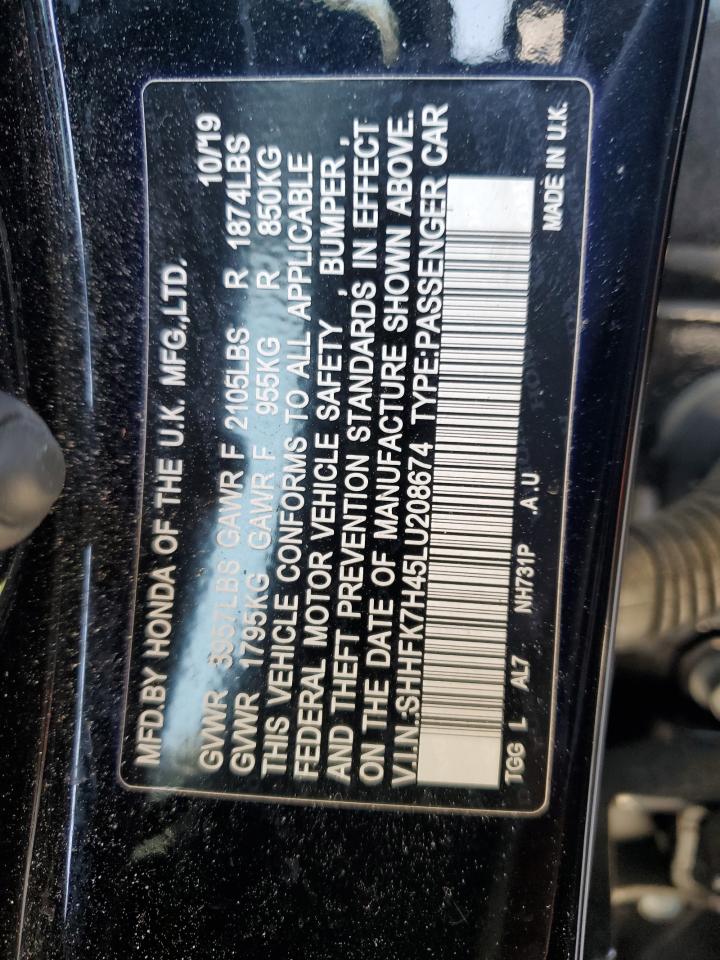 MFD.BY HONDA OF THE U.K. MFG.,LTD. 10/19
GVWR 3957LBS GAWR F 2105LBS R 1874LBS
GVWR 1795KG GAWR F 955KG R 850KG
THIS VEHICLE CONFORMS TO ALL APPLICABLE
FEDERAL MOTOR VEHICLE SAFETY , BUMPER ,
AND THEFT PREVENTION STANDARDS IN EFFECT
ON THE DATE OF MANUFACTURE SHOWN ABOVE.
V.I.N.:SHHFK7H45LU208674 TYPE:PASSENGER CAR
TGG L AL7 NH731P .A.U MADE IN U.K.